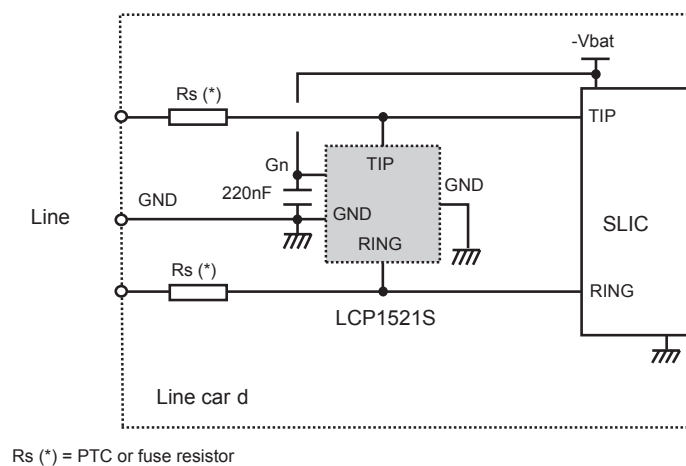 -Vbat
Rs (*)
TIP
Gn
TIP
GND
220nF
GND
GND
Line
SLIC
RING
Rs (*)
RING
LCP1521S
Line car d
Rs (*) = PTC or fuse resistor